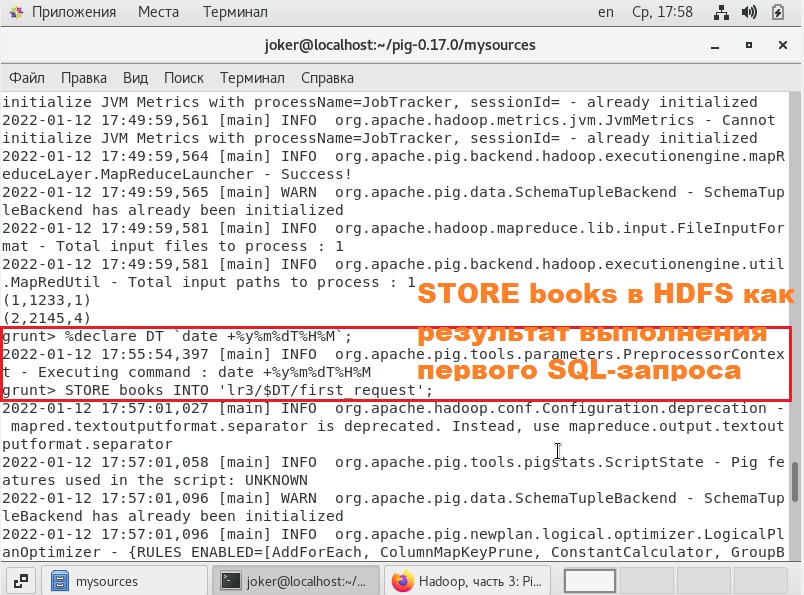 Приложения Места Терминал en Ср, 17:58
joker@localhost:~/pig-0.17.0/mysources
Файл Правка Вид Поиск Терминал Справка
initialize JVM Metrics with processName=JobTracker, sessionId= - already initialized
2022-01-12 17:49:59,561 [main] INFO  org.apache.hadoop.metrics.jvm.JvmMetrics - Cannot
initialize JVM Metrics with processName=JobTracker, sessionId= - already initialized
2022-01-12 17:49:59,564 [main] INFO  org.apache.pig.backend.hadoop.executionengine.mapR
educeLayer.MapReduceLauncher - Success!
2022-01-12 17:49:59,565 [main] WARN  org.apache.pig.data.SchemaTupleBackend - SchemaTup
leBackend has already been initialized
2022-01-12 17:49:59,581 [main] INFO  org.apache.hadoop.mapreduce.lib.input.FileInputFor
mat - Total input files to process : 1
2022-01-12 17:49:59,581 [main] INFO  org.apache.pig.backend.hadoop.executionengine.util
.MapRedUtil - Total input paths to process : 1
(1,1233,1)
(2,2145,4)
STORE books в HDFS как
результат выполнения
первого SQL-запроса
grunt> %declare DT `date +%y%m%dT%H%M`;
2022-01-12 17:55:54,397 [main] INFO  org.apache.pig.tools.parameters.PreprocessorContex
t - Executing command : date +%y%m%dT%H%M
grunt> STORE books INTO 'lr3/$DT/first_request';
2022-01-12 17:57:01,027 [main] INFO  org.apache.hadoop.conf.Configuration.deprecation -
mapred.textoutputformat.separator is deprecated. Instead, use mapreduce.output.textout
putformat.separator
2022-01-12 17:57:01,058 [main] INFO  org.apache.pig.tools.pigstats.ScriptState - Pig fe
atures used in the script: UNKNOWN
2022-01-12 17:57:01,096 [main] WARN  org.apache.pig.data.SchemaTupleBackend - SchemaTup
leBackend has already been initialized
2022-01-12 17:57:01,096 [main] INFO  org.apache.pig.newplan.logical.optimizer.LogicalPl
anOptimizer - {RULES_ENABLED=[AddForEach, ColumnMapKeyPrune, ConstantCalculator, GroupB
mysources joker@localhost:~/... Hadoop, часть 3: Pi...